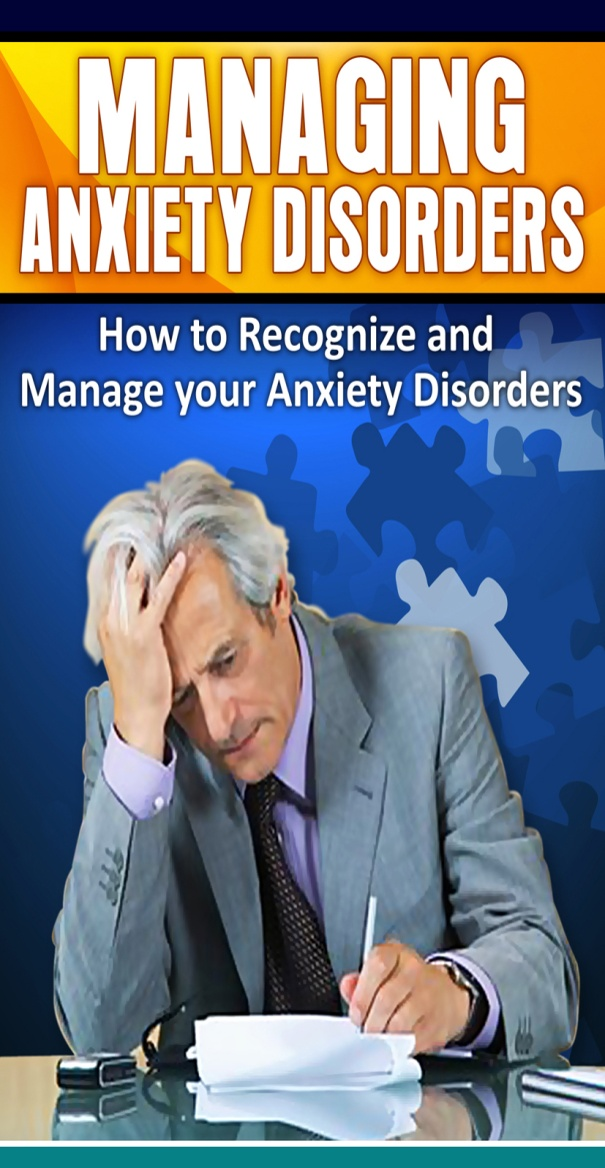 MANAGING
ANXIETY DISORDERS
How to Recognize and
Manage your Anxiety Disorders